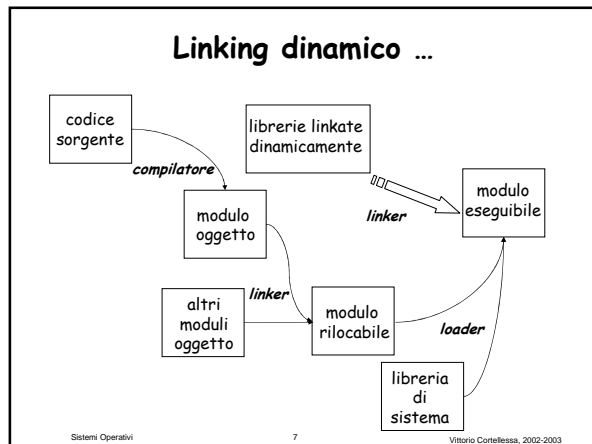 Linking dinamico ...
codice
sorgente
librerie linkate
dinamicamente
compilatore
modulo
eseguibile
linker
modulo
oggetto
linker
altri
moduli
oggetto
modulo
rilocabile
loader
libreria
di
sistema
Sistemi Operativi
7
Vittorio Cortellessa, 2002-2003